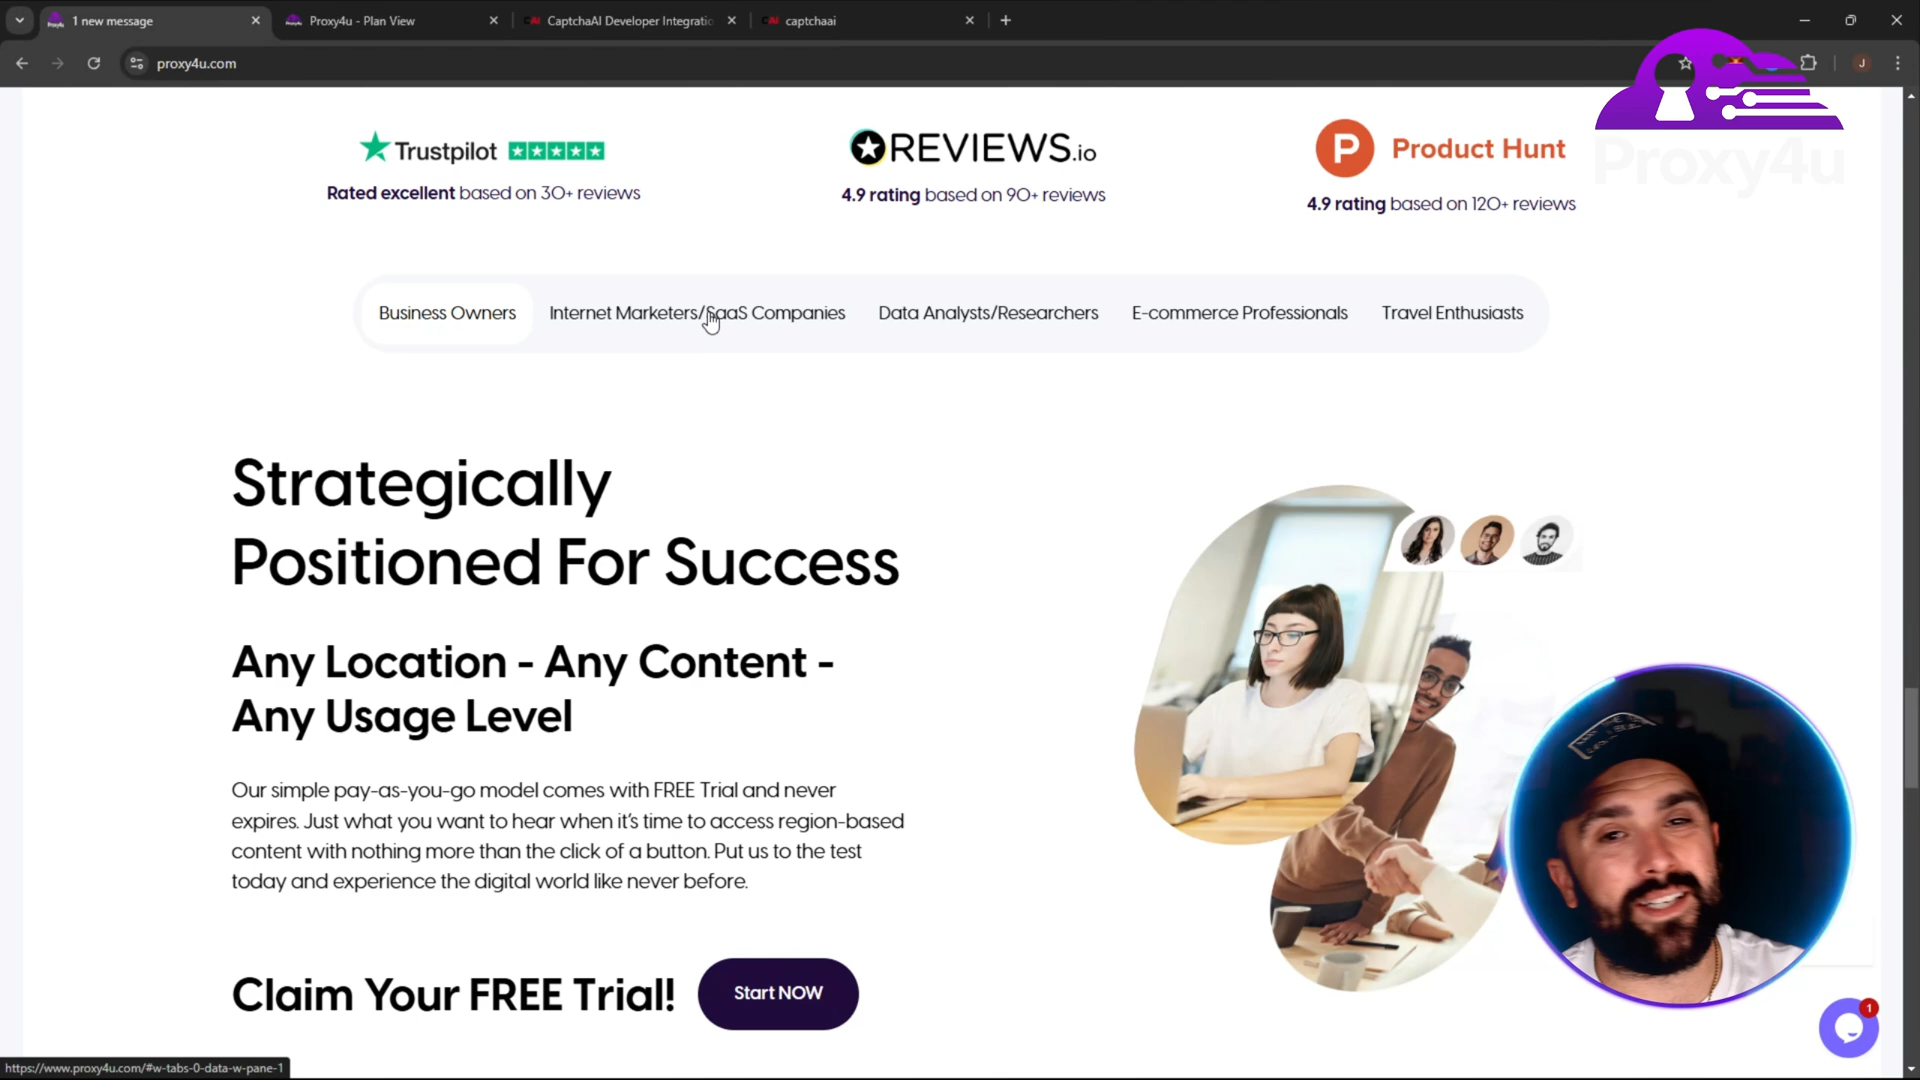 1 new message
Proxy4u - Plan View
CaptchaAI Developer Integratio
captchaai
proxy4u.com
J
Proxy4u
Trustpilot
Rated excellent based on 30+ reviews
REVIEWS.io
4.9 rating based on 90+ reviews
P Product Hunt
4.9 rating based on 120+ reviews
Business Owners
Internet Marketers/SaaS Companies
Data Analysts/Researchers
E-commerce Professionals
Travel Enthusiasts
Strategically
Positioned For Success
Any Location - Any Content -
Any Usage Level
Our simple pay-as-you-go model comes with FREE Trial and never
expires. Just what you want to hear when it's time to access region-based
content with nothing more than the click of a button. Put us to the test
today and experience the digital world like never before.
Claim Your FREE Trial!
Start NOW
1
https://www.proxy4u.com/#w-tabs-0-data-w-pane-1